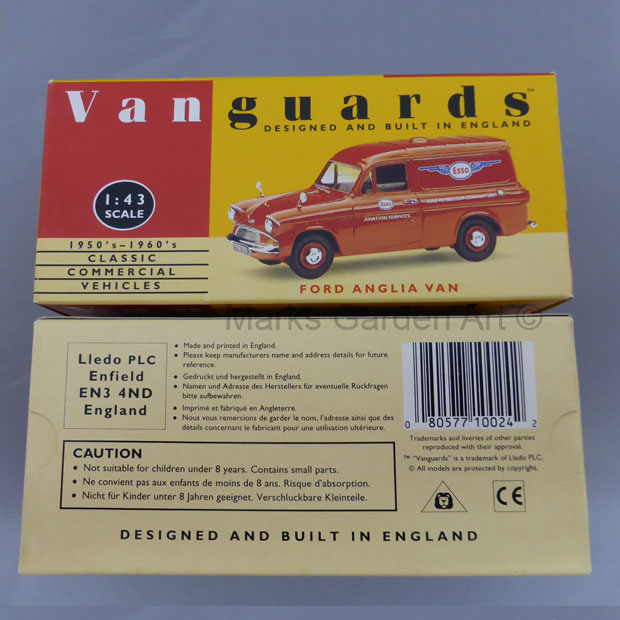 Vanguards™
DESIGNED AND BUILT IN ENGLAND
1:43
SCALE
1950's–1960's
CLASSIC
COMMERCIAL
VEHICLES
Esso
Esso
AVIATION SERVICES
FORD ANGLIA VAN
Marks Garden Art ©
Lledo PLC
Enfield
EN3 4ND
England
• Made and printed in England.
• Please keep manufacturers name and address details for future
reference.
• Gedruckt und hergestellt in England.
• Namen und Adresse des Herstellers für eventuelle Rückfragen
bitte aufbewahren.
• Imprimé et fabriqué en Angleterre.
• Nous vous remercions de garder le nom, l'adresse ainsi que des
détails concernant le fabricant pour une utilisation ultérieure.
CAUTION
• Not suitable for children under 8 years. Contains small parts.
• Ne convient pas aux enfants de moins de 8 ans. Risque d'absorption.
• Nicht für Kinder unter 8 Jahren geeignet. Verschluckbare Kleinteile.
0 80577 10024 2
Trademarks and liveries of other parties
reproduced with their approval.
™ "Vanguards" is a trademark of Lledo PLC.
© All models are protected by copyright.
CE
DESIGNED AND BUILT IN ENGLAND